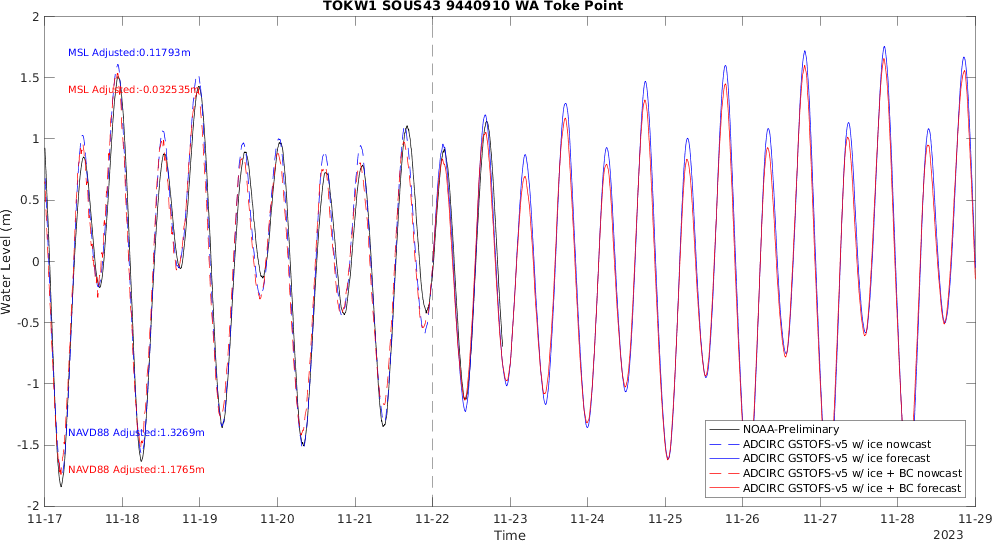 TOKW1 SOUS43 9440910 WA Toke Point
MSL Adjusted:0.11793m
MSL Adjusted:-0.032535m
NAVD88 Adjusted:1.3269m
NAVD88 Adjusted:1.1765m
Water Level (m)
2
1.5
1
0.5
0
-0.5
-1
-1.5
-2
NOAA-Preliminary
ADCIRC GSTOFS-v5 w/ ice nowcast
ADCIRC GSTOFS-v5 w/ ice forecast
ADCIRC GSTOFS-v5 w/ ice + BC nowcast
ADCIRC GSTOFS-v5 w/ ice + BC forecast
11-17 11-18 11-19 11-20 11-21 11-22 11-23 11-24 11-25 11-26 11-27 11-28 11-29
Time
2023